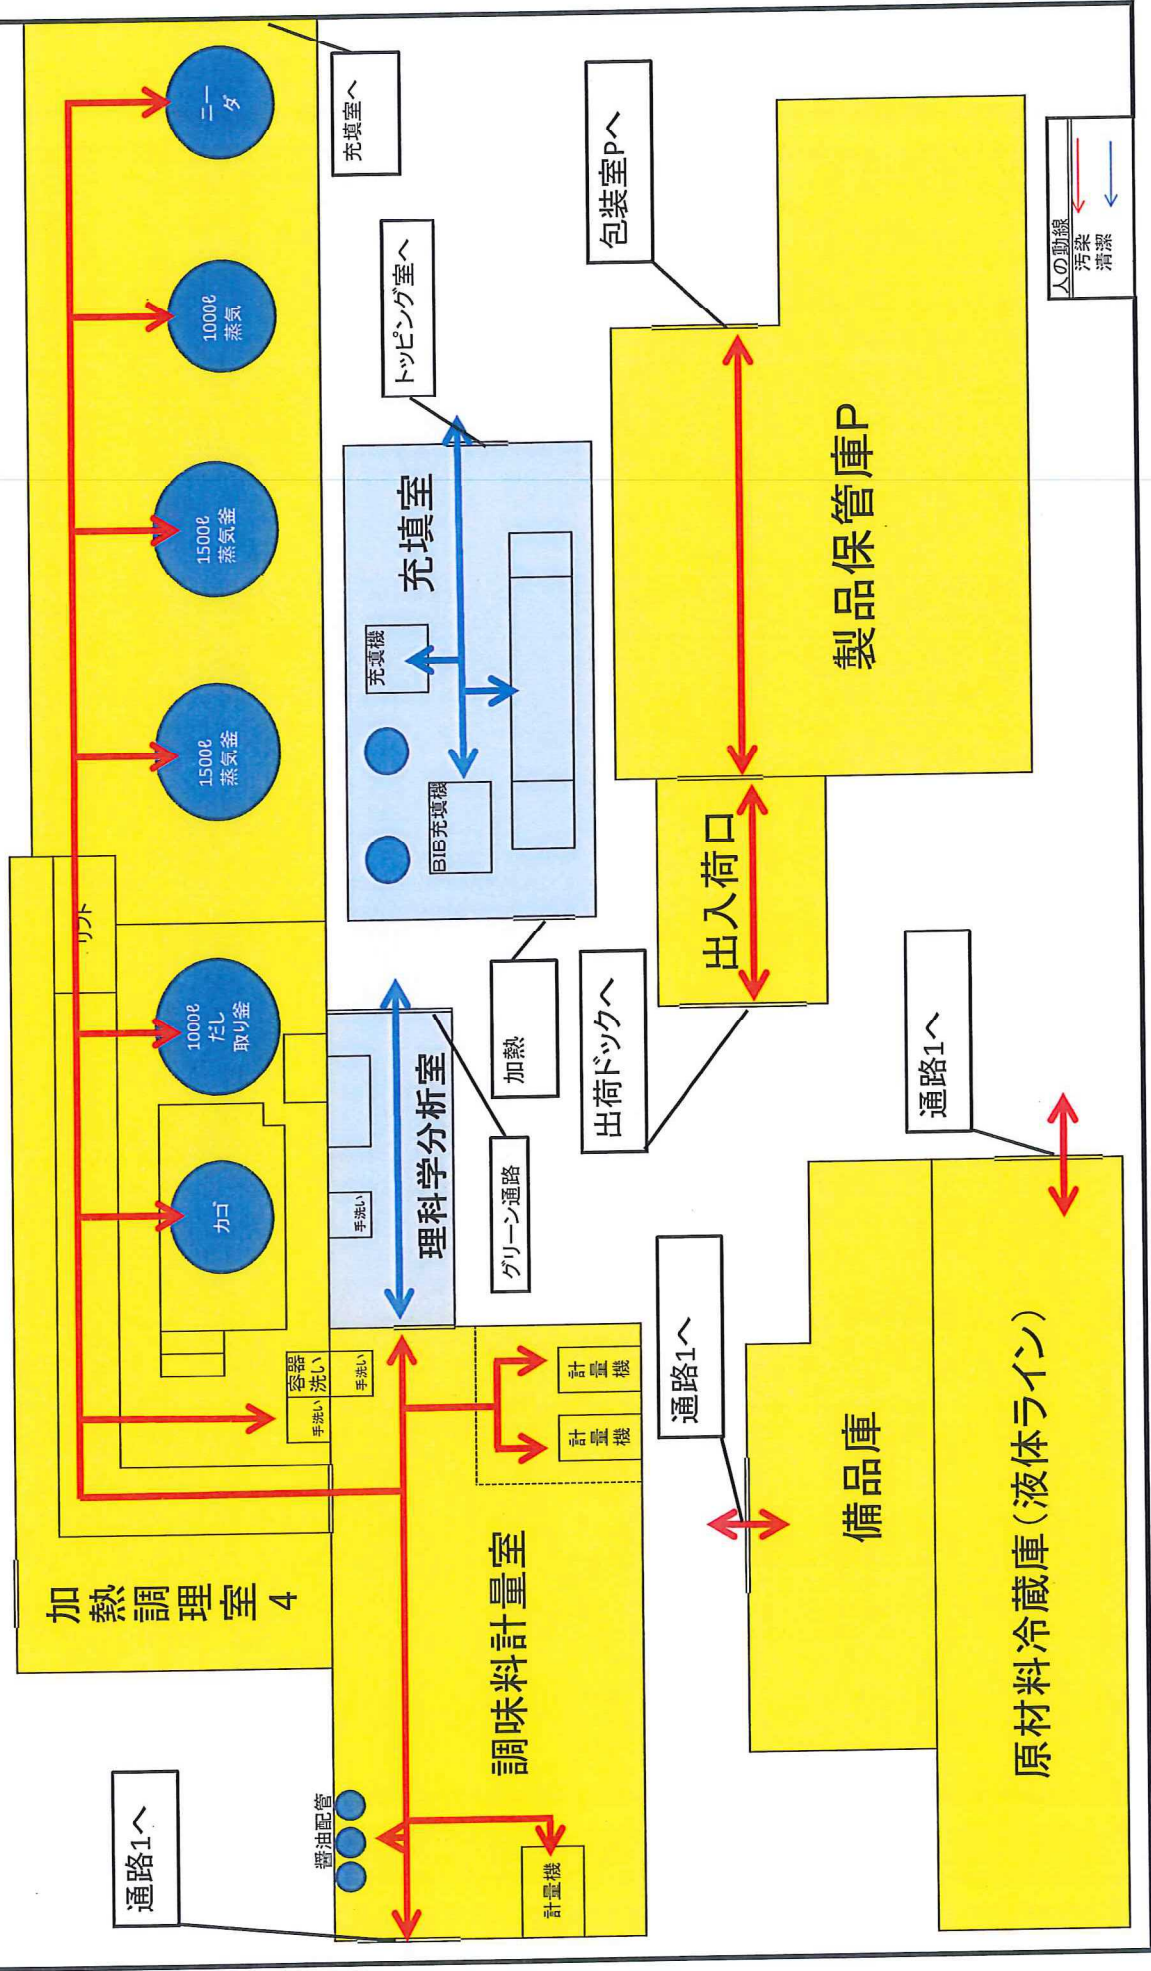 加熱調理室4
リフト
カゴ
1000ℓ
だし
取り釜
1500ℓ
蒸気釜
1500ℓ
蒸気釜
1000ℓ
蒸気
ニー
ダ
充填室へ
容器
洗い
手洗い
手洗い
通路1へ
醤油配管
計量機
調味料計量室
計量機
計量機
手洗い
理科学分析室
グリーン通路
加熱
BIB充填機
充填機
充填室
トッピング室へ
出荷ドックへ
出入荷口
製品保管庫P
包装室Pへ
通路1へ
備品庫
通路1へ
原材料冷蔵庫(液体ライン)
人の動線
汚染
清潔